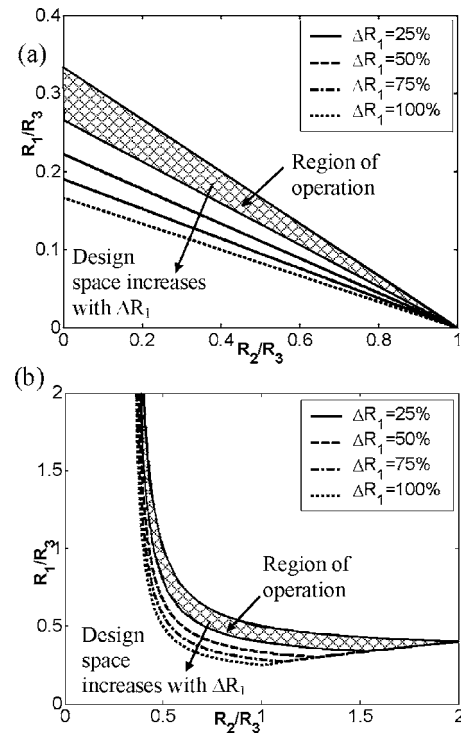 (a)
ΔR1=25%
ΔR1=50%
ΔR1=75%
ΔR1=100%
0.4
0.3
0.2
0.1
0
R1/R3
Region of
operation
Design
space increases
with ΔR1
0
0.2
0.4
0.6
0.8
1
R2/R3
(b)
ΔR1=25%
ΔR1=50%
ΔR1=75%
ΔR1=100%
2
1.5
1
0.5
0
R1/R3
Region of
operation
Design
space
increases with ΔR1
0
0.5
1
1.5
2
R2/R3